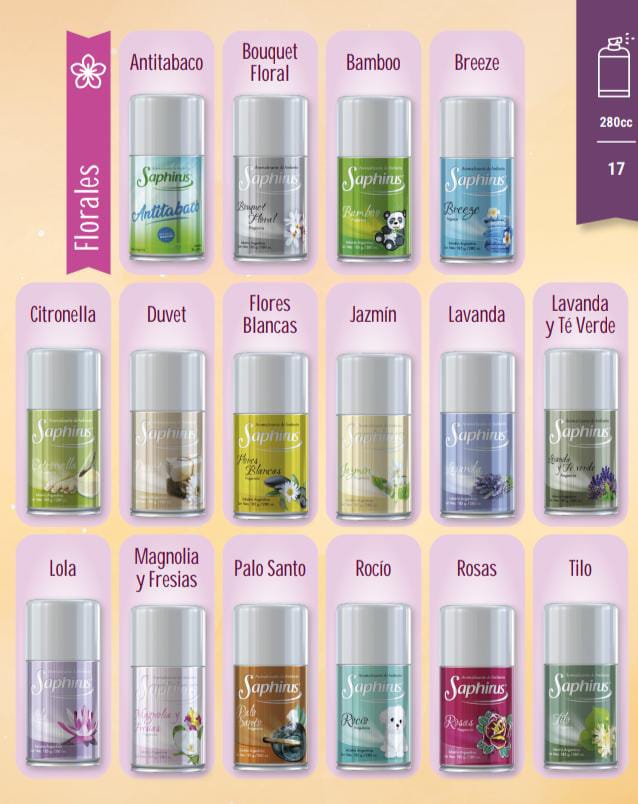 Florales
280cc
17
Antitabaco
Saphirus
Antitabaco
Bouquet
Floral
Saphirus
Bouquet
Floral
Bamboo
Saphirus
Bamboo
Breeze
Saphirus
Breeze
Citronella
Saphirus
Citronella
Duvet
Saphirus
Flores
Blancas
Saphirus
Flores
Blancas
Jazmín
Saphirus
Jazmín
Lavanda
Saphirus
Lavanda
Lavanda
y Té Verde
Saphirus
Lavanda
y Té verde
Lola
Saphirus
Magnolia
y Fresias
Saphirus
Magnolia y
Fresias
Palo Santo
Saphirus
Palo
Santo
Rocío
Saphirus
Rocío
Rosas
Saphirus
Rosas
Tilo
Saphirus
Tilo